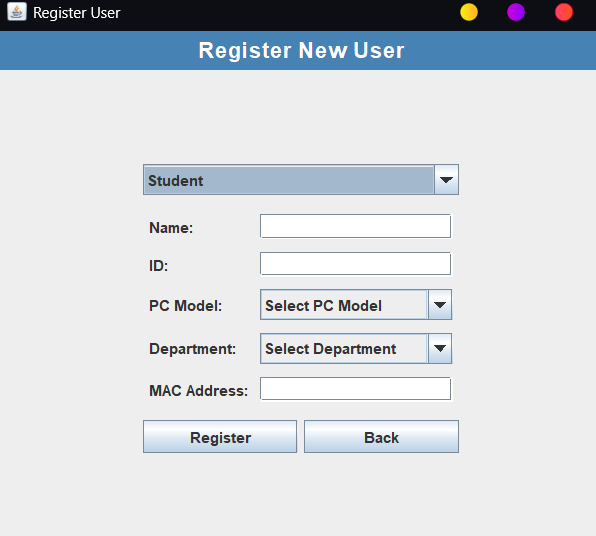 Register User
Register New User
Student
Name:
ID:
PC Model: Select PC Model
Department: Select Department
MAC Address:
Register Back